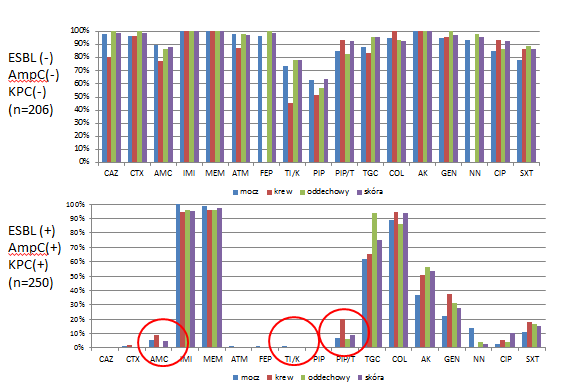 ESBL (-)
AmpC(-)
KPC(-)
(n=206)
100%
90%
80%
70%
60%
50%
40%
30%
20%
10%
0%
CAZ CTX AMC IMI MEM ATM FEP TI/K PIP PIP/T TGC COL AK GEN NN CIP SXT
mocz krew oddechowy skóra
ESBL (+)
AmpC(+)
KPC(+)
(n=250)
100%
90%
80%
70%
60%
50%
40%
30%
20%
10%
0%
CAZ CTX AMC IMI MEM ATM FEP TI/K PIP PIP/T TGC COL AK GEN NN CIP SXT
mocz krew oddechowy skóra